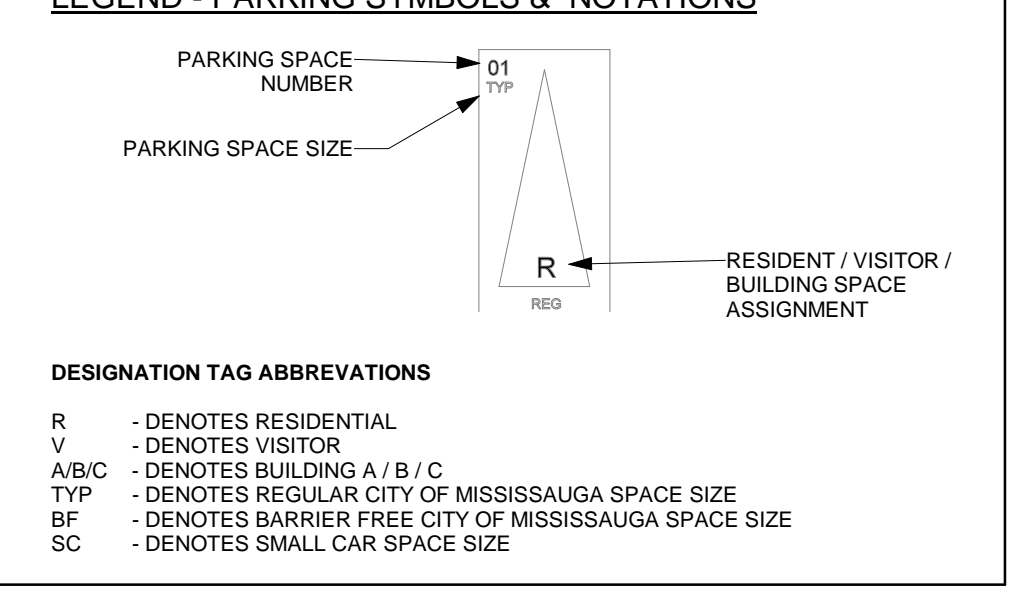 LEGEND - PARKING SYMBOLS & NOTATIONS
PARKING SPACE
NUMBER
01
TYP
PARKING SPACE SIZE
R
REG
RESIDENT / VISITOR /
BUILDING SPACE
ASSIGNMENT
DESIGNATION TAG ABBREVATIONS
R - DENOTES RESIDENTIAL
V - DENOTES VISITOR
A/B/C - DENOTES BUILDING A / B / C
TYP - DENOTES REGULAR CITY OF MISSISSAUGA SPACE SIZE
BF - DENOTES BARRIER FREE CITY OF MISSISSAUGA SPACE SIZE
SC - DENOTES SMALL CAR SPACE SIZE